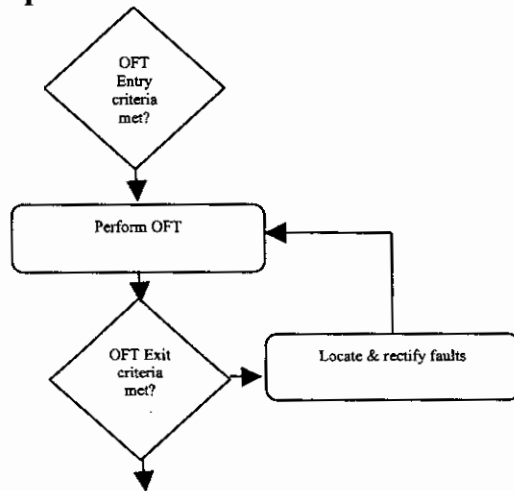 OFT
Entry
criteria
met?
Perform OFT
OFT Exit
criteria
met?
Locate & rectify faults